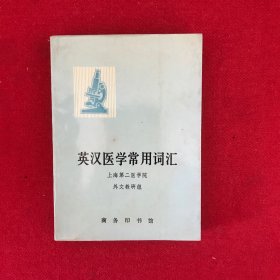 英汉医学常用词汇
上海第二医学院
外文教研组
商务印书馆